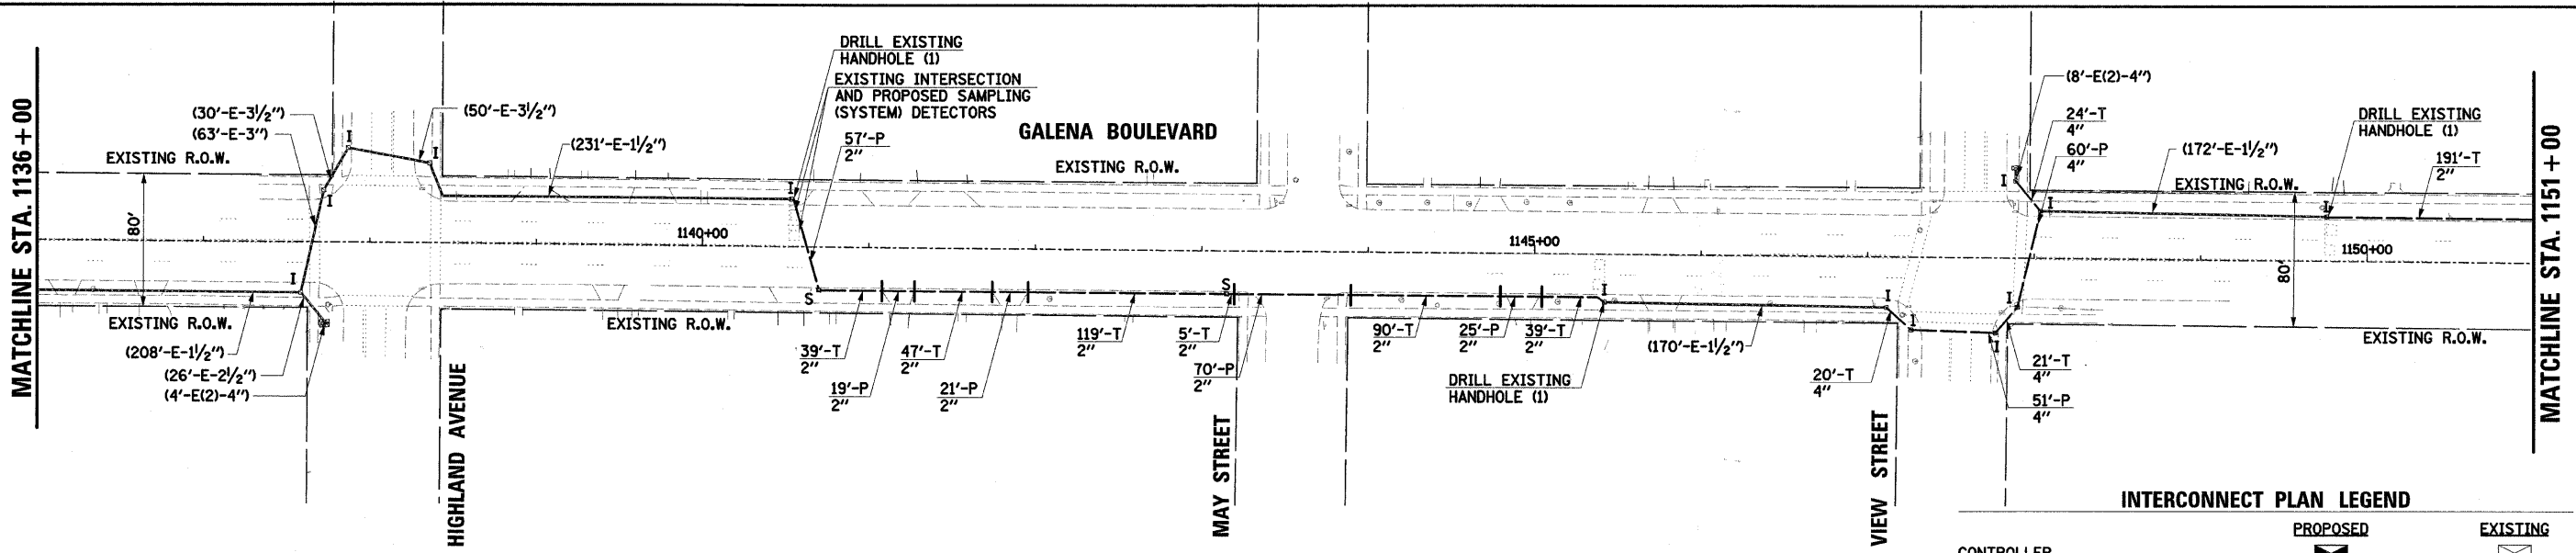 MATCHLINE STA. 1136+00
(30'-E-3½")
(63'-E-3")
EXISTING R.O.W.
80'
I
I
I
I
(50'-E-3½")
(231'-E-1½")
I
DRILL EXISTING
HANDHOLE (1)
EXISTING INTERSECTION
AND PROPOSED SAMPLING
(SYSTEM) DETECTORS
57'-P
2"
GALENA BOULEVARD
EXISTING R.O.W.
1140+00
1145+00
1150+00
EXISTING R.O.W.
(208'-E-1½")
(26'-E-2½")
(4'-E(2)-4")
HIGHLAND AVENUE
EXISTING R.O.W.
S
39'-T
2"
19'-P
2"
47'-T
2"
21'-P
2"
119'-T
2"
S
5'-T
2"
70'-P
2"
MAY STREET
90'-T
2"
25'-P
2"
39'-T
2"
I
DRILL EXISTING
HANDHOLE (1)
(170'-E-1½")
I
I
20'-T
4"
VIEW STREET
I
21'-T
4"
51'-P
4"
(8'-E(2)-4")
24'-T
4"
60'-P
4"
I
I
(172'-E-1½")
EXISTING R.O.W.
I
DRILL EXISTING
HANDHOLE (1)
191'-T
2"
80'
EXISTING R.O.W.
MATCHLINE STA. 1151+00
INTERCONNECT PLAN LEGEND
PROPOSED
EXISTING
CONTROLLER